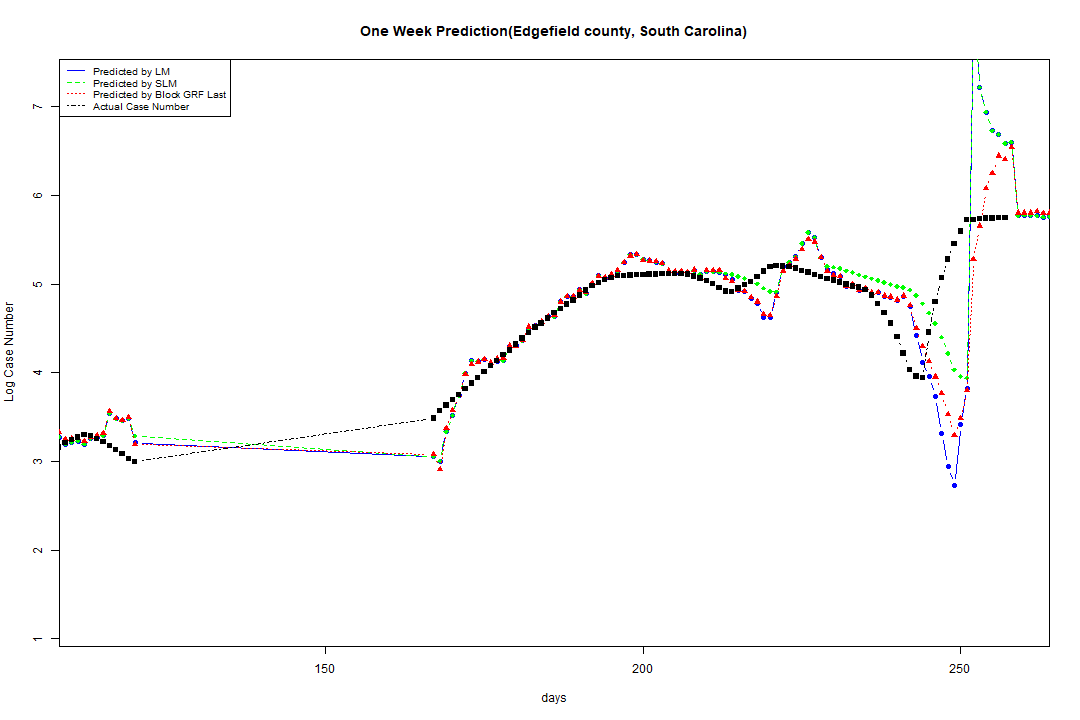 One Week Prediction(Edgefield county, South Carolina)
Predicted by LM
Predicted by SLM
Predicted by Block GRF Last
Actual Case Number
7
6
5
4
3
2
1
Log Case Number
150 200 250
days